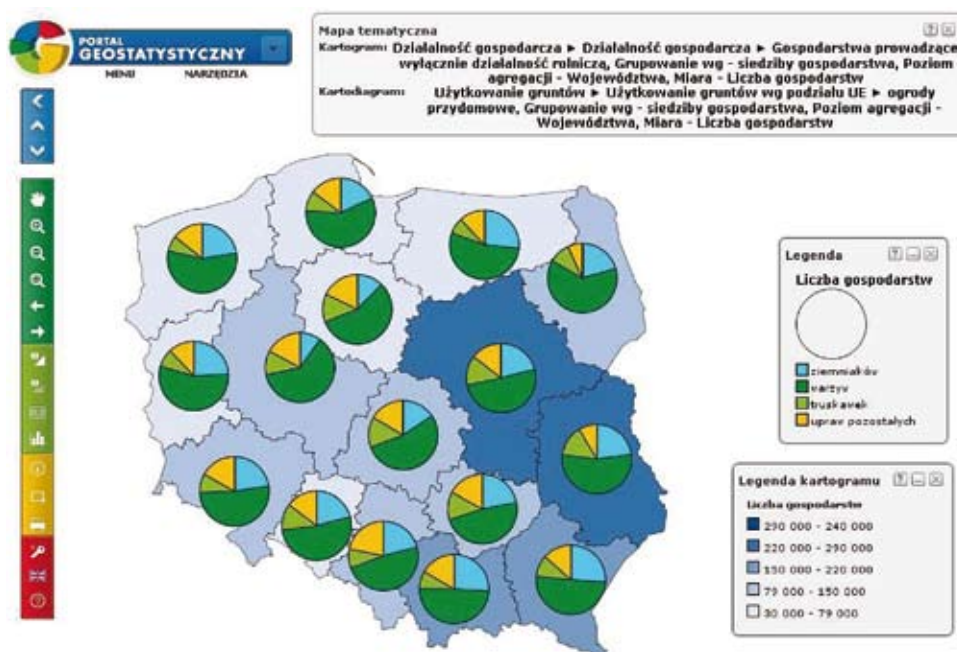 PORTAL
GEOSTATYSTYCZNY
MENU NARZĘDZIA
Mapa tematyczna
Kartogram: Działalność gospodarcza ► Działalność gospodarcza ► Gospodarstwa prowadzące
wyłącznie działalność rolniczą, Grupowanie wg - siedziby gospodarstwa, Poziom
agregacji - Województwa, Miara - Liczba gospodarstw
Kartodiagram: Użytkowanie gruntów ► Użytkowanie gruntów wg podziału UE ► ogrody
przydomowe, Grupowanie wg - siedziby gospodarstwa, Poziom agregacji -
Województwa, Miara - Liczba gospodarstw
Legenda
Liczba gospodarstw
ziemniaków
warzyw
truskawek
upraw pozostałych
Legenda kartogramu
Liczba gospodarstw
290 000 - 240 000
220 000 - 290 000
150 000 - 220 000
79 000 - 150 000
30 000 - 79 000